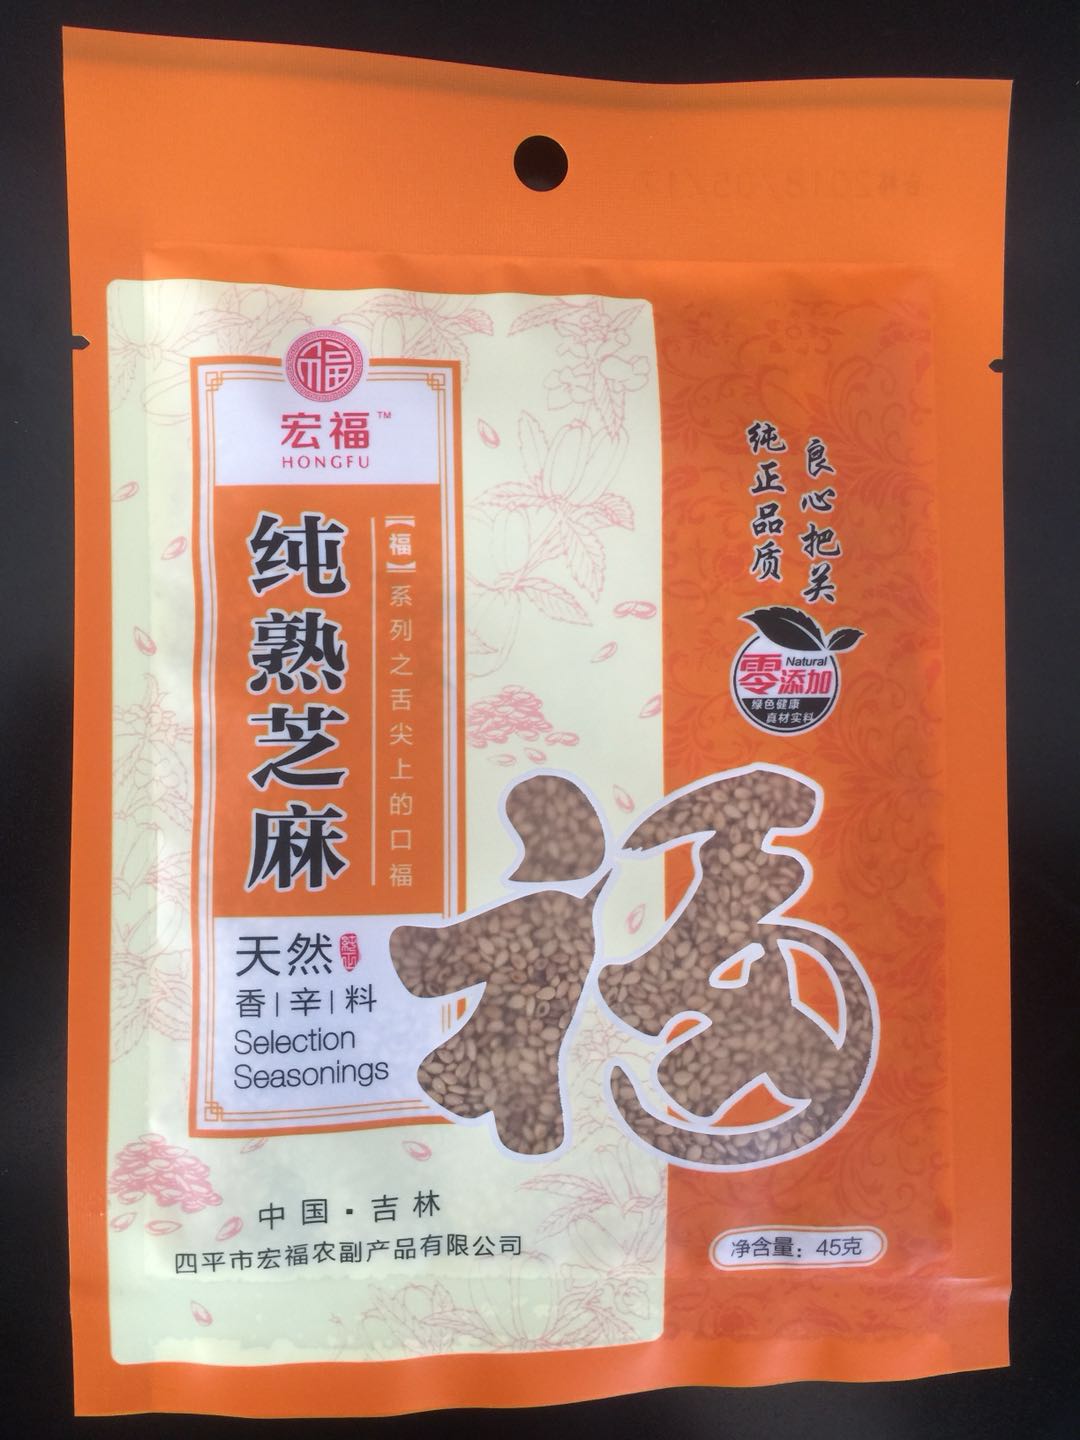 福
宏福™
HONGFU
纯熟芝麻
【福】系列之舌尖上的口福
天然
纯正
香|辛|料
Selection
Seasonings
良心把关
纯正品质
Natural
零添加
绿色健康
真材实料
福
中国·吉林
四平市宏福农副产品有限公司
净含量：45克